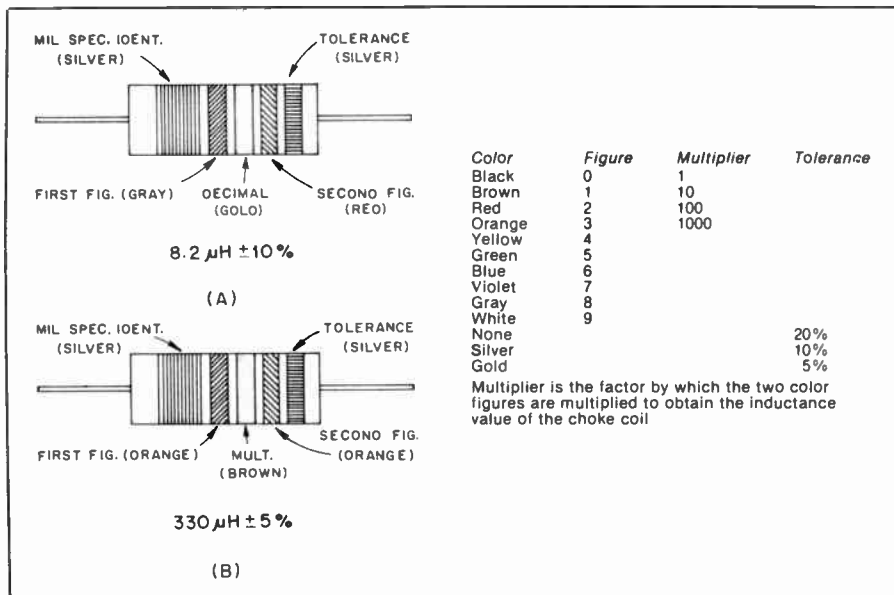 MIL SPEC. IDENT.
(SILVER)
TOLERANCE
(SILVER)
FIRST FIG. (GRAY)
OECIMAL
(GOLO)
SECOND FIG.
(REO)
8.2 µH ±10%
(A)
MIL SPEC. IOENT.
(SILVER)
TOLERANCE
(SILVER)
FIRST FIG. (ORANGE)
MULT.
(BROWN)
SECOND FIG.
(ORANGE)
330 µH ± 5%
(B)
Color Figure Multiplier Tolerance
Black 0 1
Brown 1 10
Red 2 100
Orange 3 1000
Yellow 4
Green 5
Blue 6
Violet 7
Gray 8
White 9
None 20%
Silver 10%
Gold 5%
Multiplier is the factor by which the two color
figures are multiplied to obtain the inductance
value of the choke coil